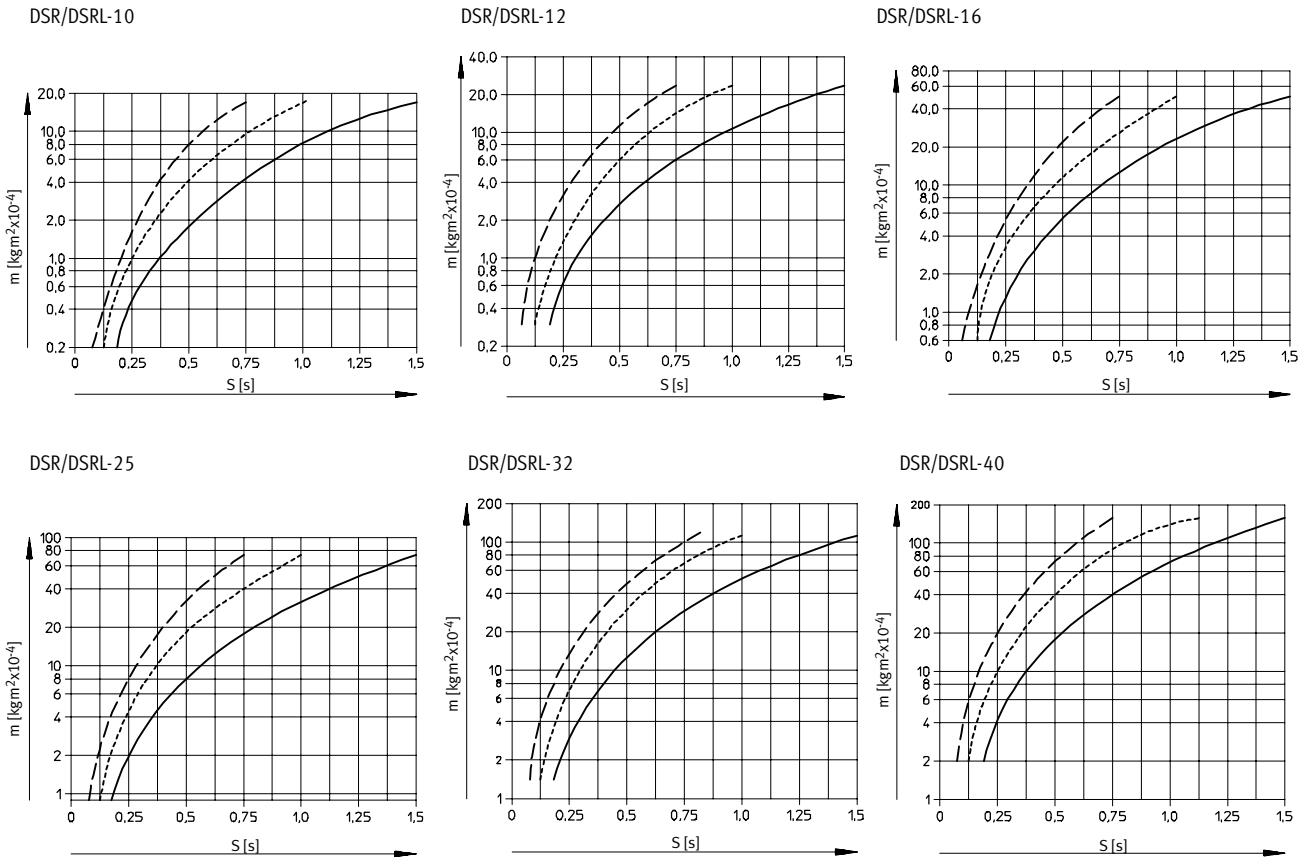 DSR/DSRL-10
20,0
10,0
8,0
6,0
4,0
2,0
1,0
0,8
0,6
0,4
0,2
m [kgm²x10⁻⁴]
0 0,25 0,5 0,75 1,0 1,25 1,5
S [s]
DSR/DSRL-12
40,0
20,0
10,0
8,0
6,0
4,0
2,0
1,0
0,8
0,6
0,4
0,2
m [kgm²x10⁻⁴]
0 0,25 0,5 0,75 1,0 1,25 1,5
S [s]
DSR/DSRL-16
80,0
60,0
40,0
20,0
10,0
8,0
6,0
4,0
2,0
1,0
0,8
0,6
m [kgm²x10⁻⁴]
0 0,25 0,5 0,75 1,0 1,25 1,5
S [s]
DSR/DSRL-25
100
80
60
40
20
10
8
6
4
2
1
m [kgm²x10⁻⁴]
0 0,25 0,5 0,75 1,0 1,25 1,5
S [s]
DSR/DSRL-32
200
100
80
60
40
20
10
8
6
4
2
1
m [kgm²x10⁻⁴]
0 0,25 0,5 0,75 1,0 1,25 1,5
S [s]
DSR/DSRL-40
200
100
80
60
40
20
10
8
6
4
2
1
m [kgm²x10⁻⁴]
0 0,25 0,5 0,75 1,0 1,25 1,5
S [s]